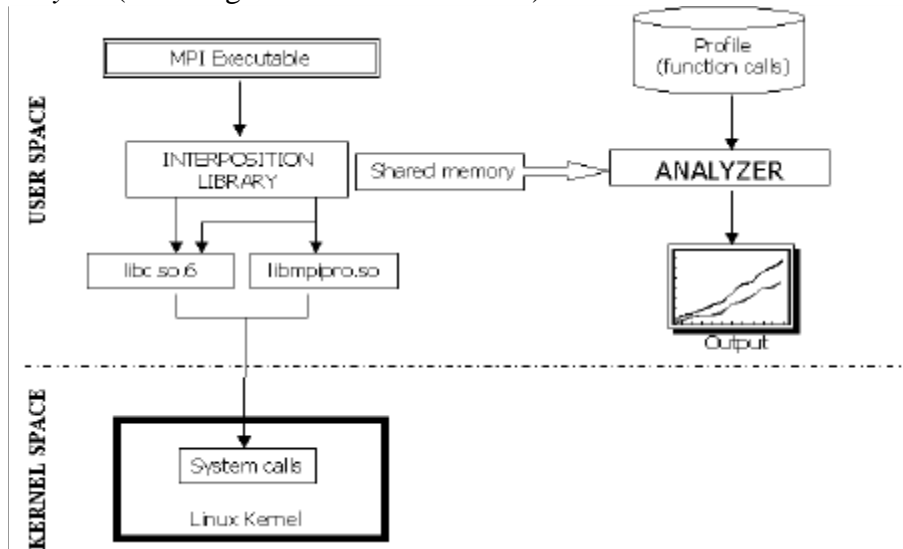 MPI Executable
Profile
(function calls)
USER SPACE
INTERPOSITION
LIBRARY
Shared memory
ANALYZER
libc.so.6
libmpipro.so
Output
KERNEL SPACE
System calls
Linux Kernel